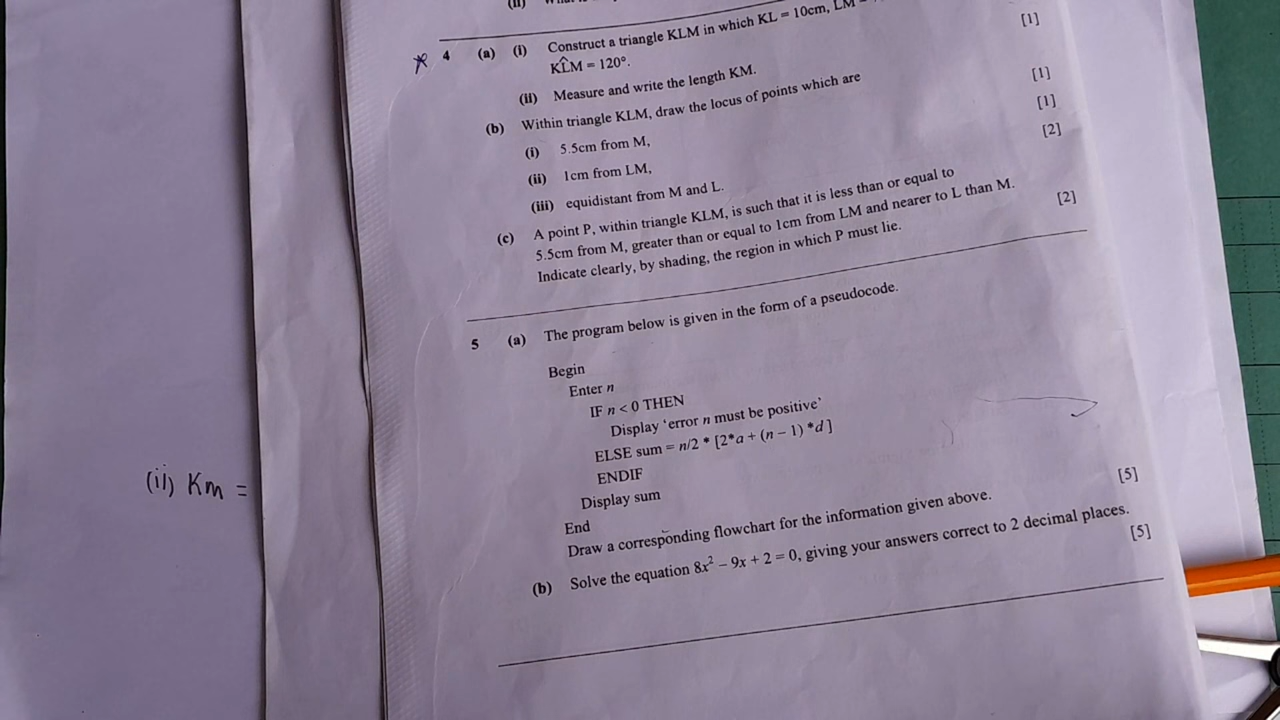 (ii)
4 (a) (i) Construct a triangle KLM in which KL = 10cm, LM =
KL̂M = 120°. [1]
(ii) Measure and write the length KM. [1]
(b) Within triangle KLM, draw the locus of points which are
(i) 5.5cm from M, [1]
(ii) 1cm from LM, [2]
(iii) equidistant from M and L.
(c) A point P, within triangle KLM, is such that it is less than or equal to
5.5cm from M, greater than or equal to 1cm from LM and nearer to L than M.
Indicate clearly, by shading, the region in which P must lie. [2]
5 (a) The program below is given in the form of a pseudocode.
Begin
Enter n
IF n < 0 THEN
Display 'error n must be positive'
ELSE sum = n/2 * [2*a + (n – 1) *d ]
ENDIF
Display sum
End
Draw a corresponding flowchart for the information given above. [5]
(b) Solve the equation 8x² – 9x + 2 = 0, giving your answers correct to 2 decimal places. [5]
(ii) Km =